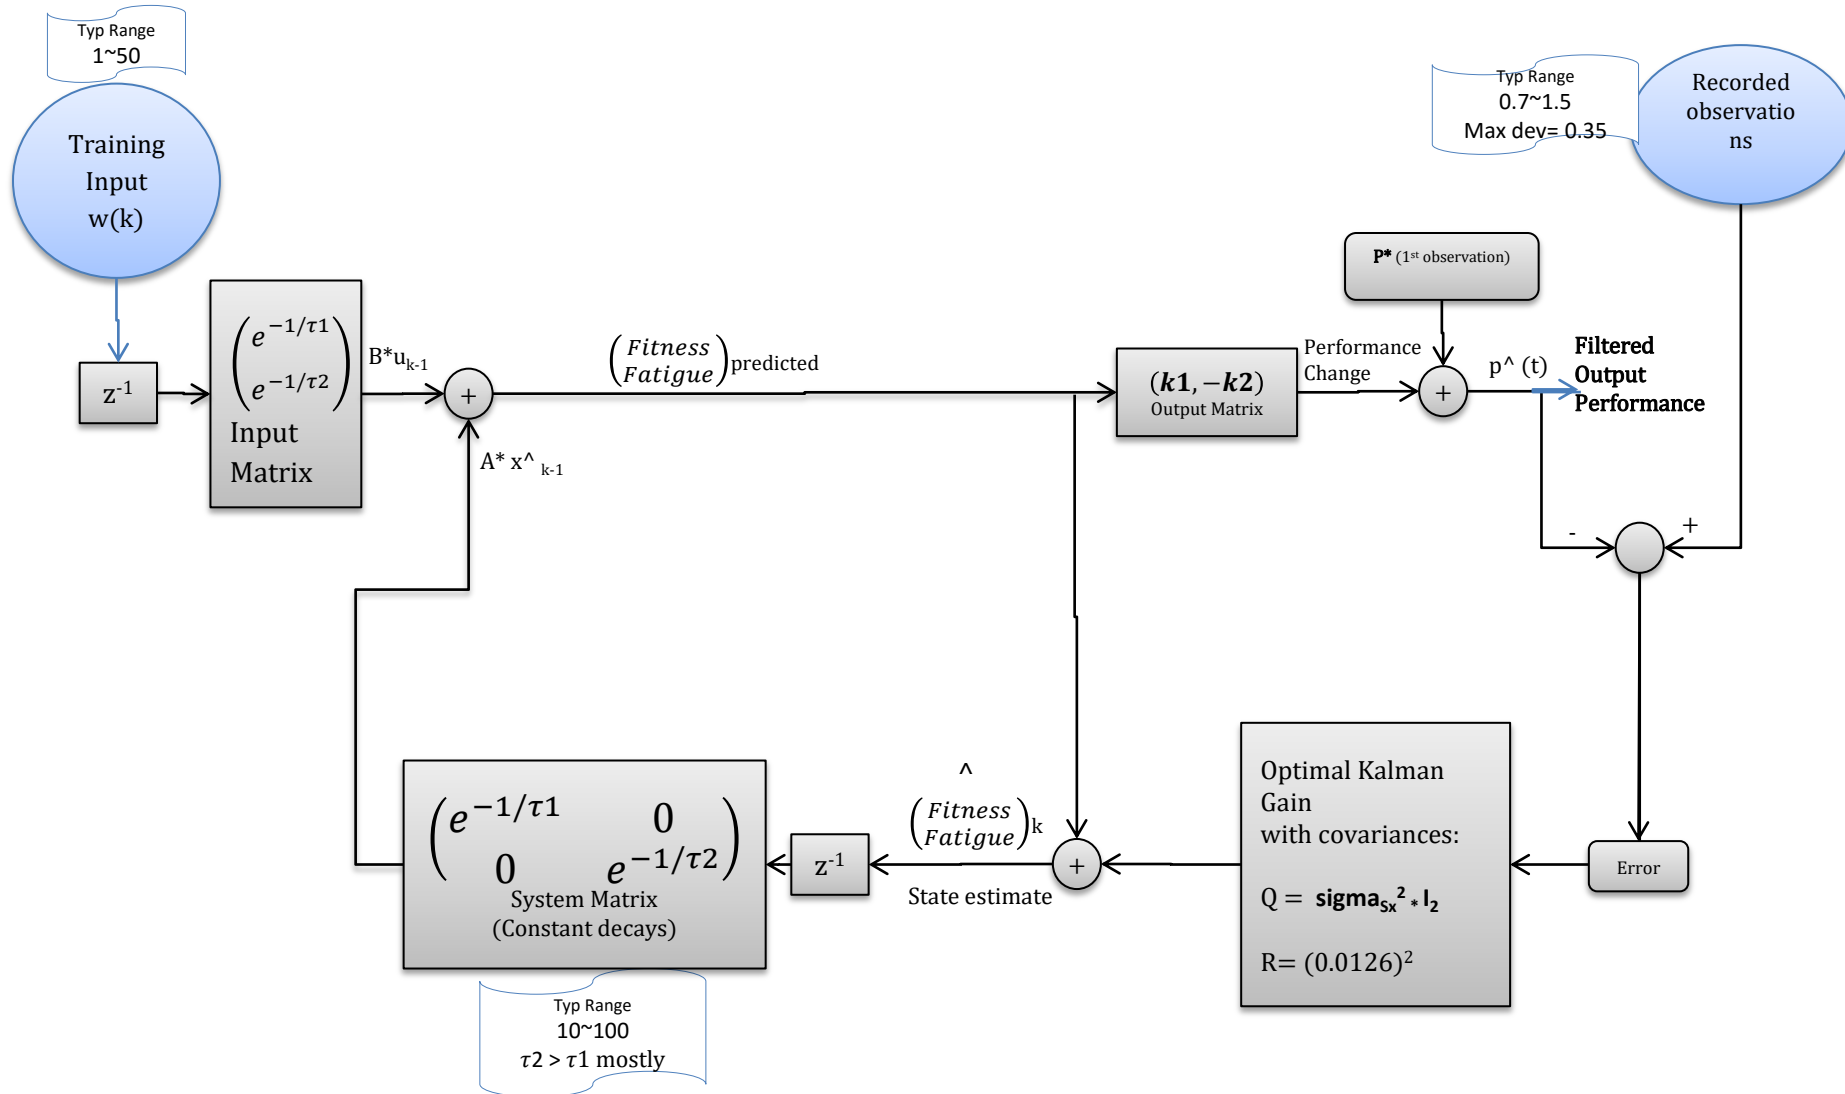 Typ Range
1~50
Training
Input
w(k)
Typ Range
0.7~1.5
Max dev= 0.35
Recorded
observatio
ns
P* (1st observation)
z-1
(e−1/τ1
e−1/τ2)
Input
Matrix
B*uk-1
+
A* x^ k-1
(Fitness
Fatigue)predicted
(k1, −k2)
Output Matrix
Performance
Change
+
p^ (t)
Filtered
Output
Performance
-
+
(e−1/τ1 0
0 e−1/τ2)
System Matrix
(Constant decays)
Typ Range
10~100
τ2 > τ1 mostly
z-1
^
(Fitness
Fatigue)k
State estimate
+
Optimal Kalman
Gain
with covariances:
Q = sigmaSx2 * I2
R= (0.0126)2
Error